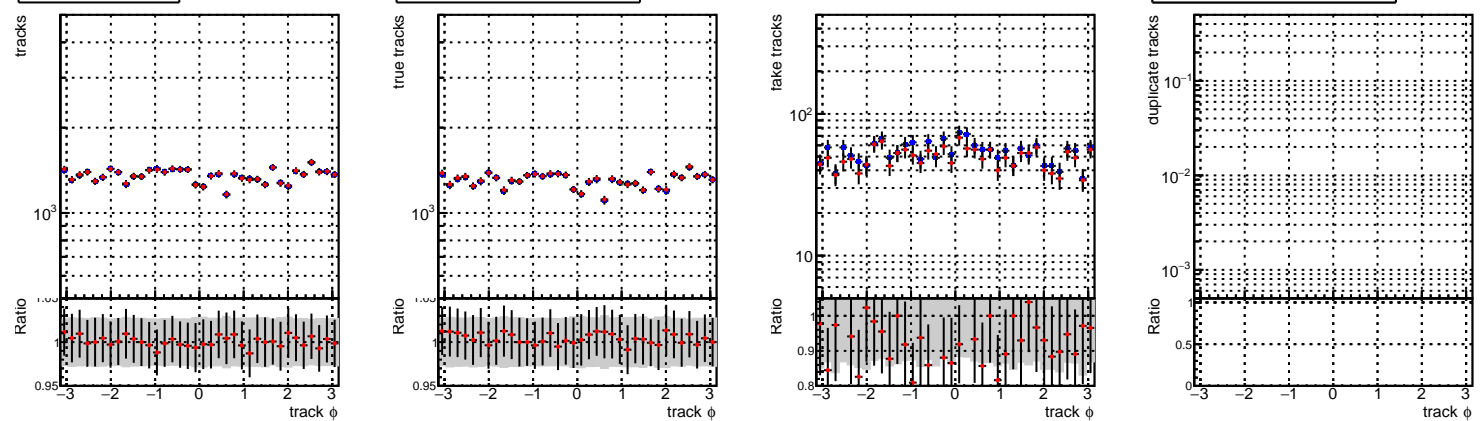 tracks
10³
Ratio
1.05
1
0.95
−3 −2 −1 0 1 2 3
track ϕ
true tracks
10³
Ratio
1
0.95
−3 −2 −1 0 1 2 3
track ϕ
fake tracks
10²
10
Ratio
1
0.9
0.8
−3 −2 −1 0 1 2 3
track ϕ
duplicate tracks
10⁻¹
10⁻²
10⁻³
Ratio
1
0.5
0
−3 −2 −1 0 1 2 3
track ϕ